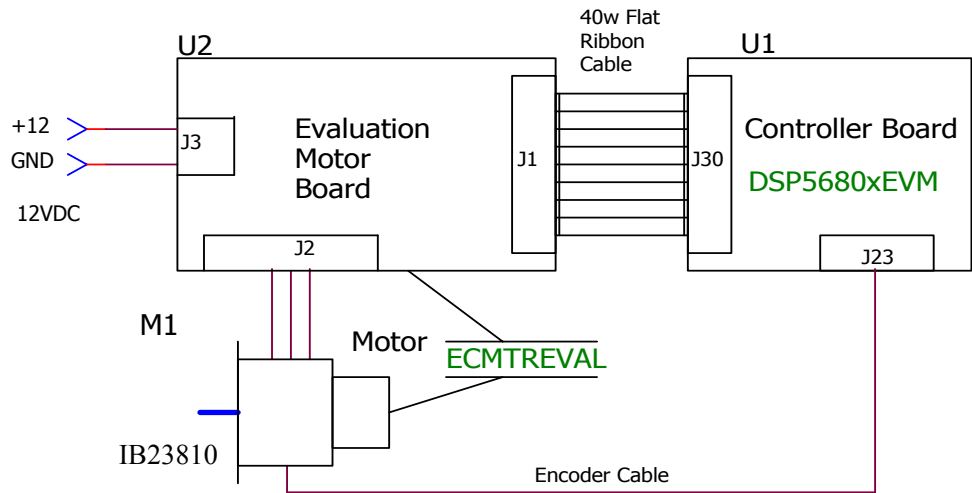 40w Flat
Ribbon
Cable
U2
U1
+12
GND
12VDC
J3
Evaluation
Motor
Board
J1
J30
Controller Board
DSP5680xEVM
J2
J23
M1
Motor
ECMTREVAL
IB23810
Encoder Cable